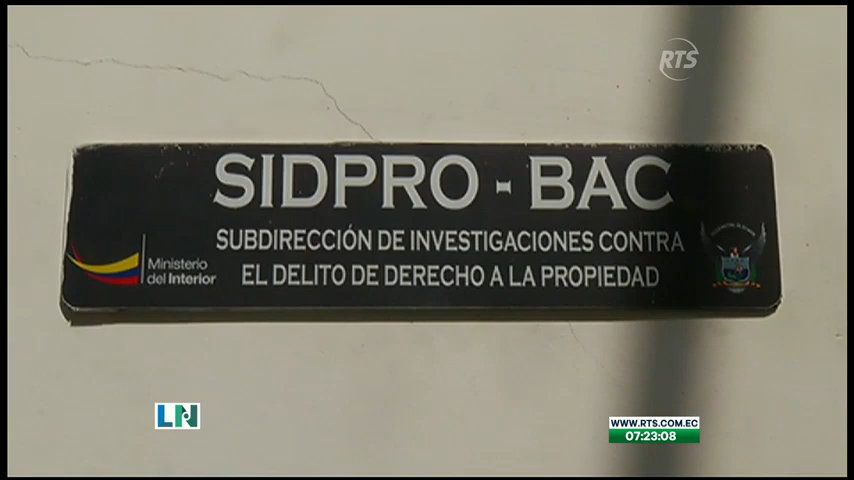 RTS
SIDPRO - BAC
SUBDIRECCIÓN DE INVESTIGACIONES CONTRA
EL DELITO DE DERECHO A LA PROPIEDAD
Ministerio
del Interior
LN
WWW.RTS.COM.EC
07:23:08